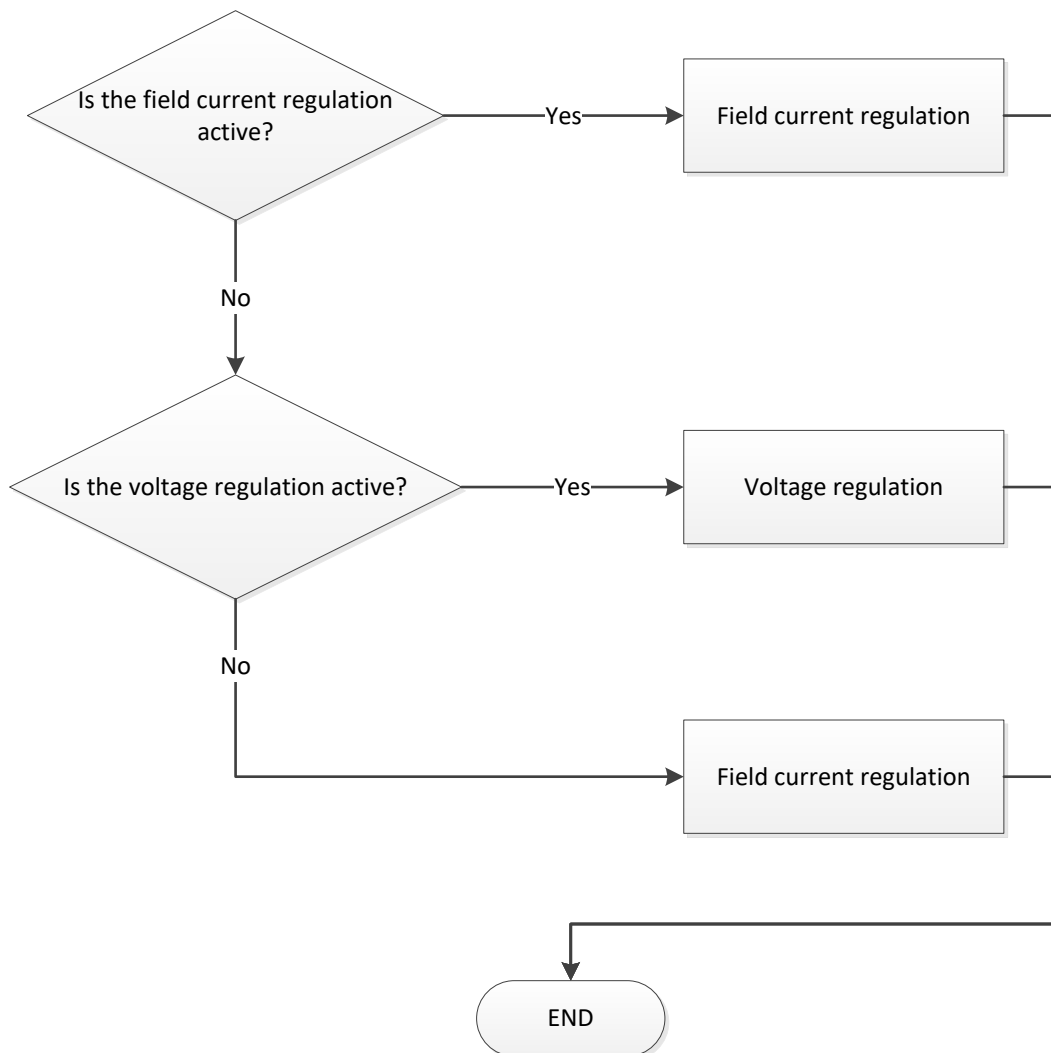 Is the field current regulation
active?
Yes
Field current regulation
No
Is the voltage regulation active?
Yes
Voltage regulation
No
Field current regulation
END